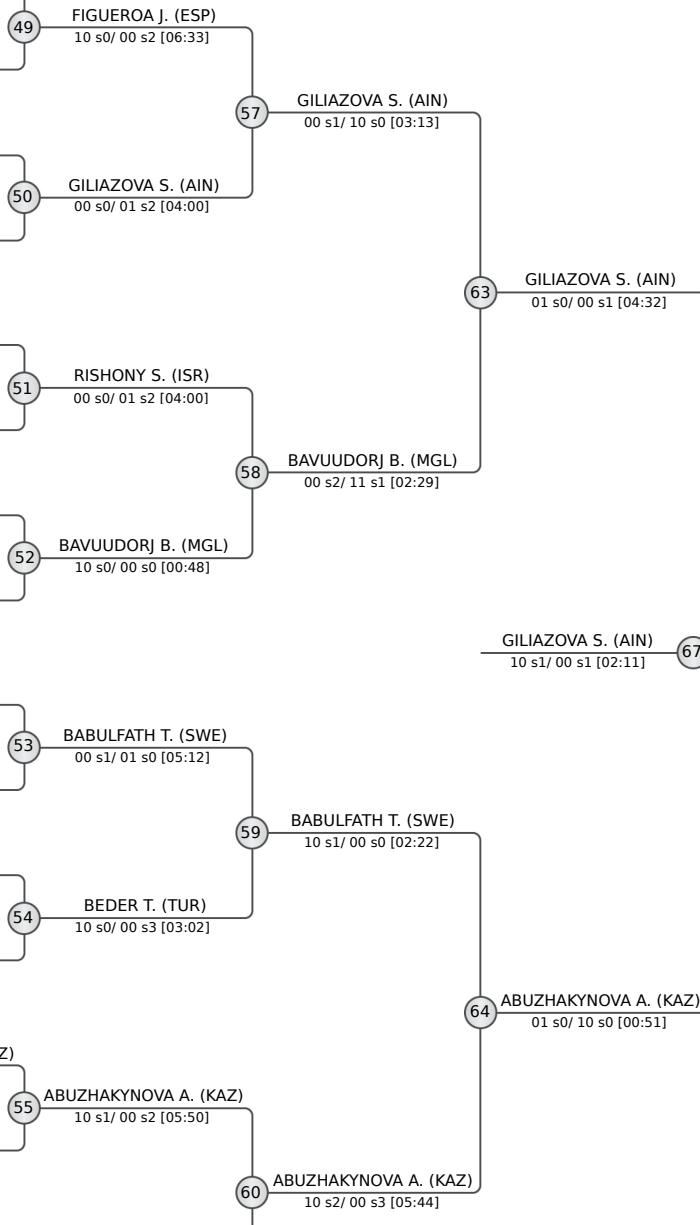 FIGUEROA J. (ESP)
49
10 s0/ 00 s2 [06:33]
GILIAZOVA S. (AIN)
57
00 s1/ 10 s0 [03:13]
GILIAZOVA S. (AIN)
50
00 s0/ 01 s2 [04:00]
GILIAZOVA S. (AIN)
63
01 s0/ 00 s1 [04:32]
RISHONY S. (ISR)
51
00 s0/ 01 s2 [04:00]
BAVUUDORJ B. (MGL)
58
00 s2/ 11 s1 [02:29]
BAVUUDORJ B. (MGL)
52
10 s0/ 00 s0 [00:48]
GILIAZOVA S. (AIN)
67
10 s1/ 00 s1 [02:11]
BABULFATH T. (SWE)
53
00 s1/ 01 s0 [05:12]
BABULFATH T. (SWE)
59
10 s1/ 00 s0 [02:22]
BEDER T. (TUR)
54
10 s0/ 00 s3 [03:02]
ABUZHAKYNOVA A. (KAZ)
64
01 s0/ 10 s0 [00:51]
Z)
ABUZHAKYNOVA A. (KAZ)
55
10 s1/ 00 s2 [05:50]
ABUZHAKYNOVA A. (KAZ)
60
10 s2/ 00 s3 [05:44]